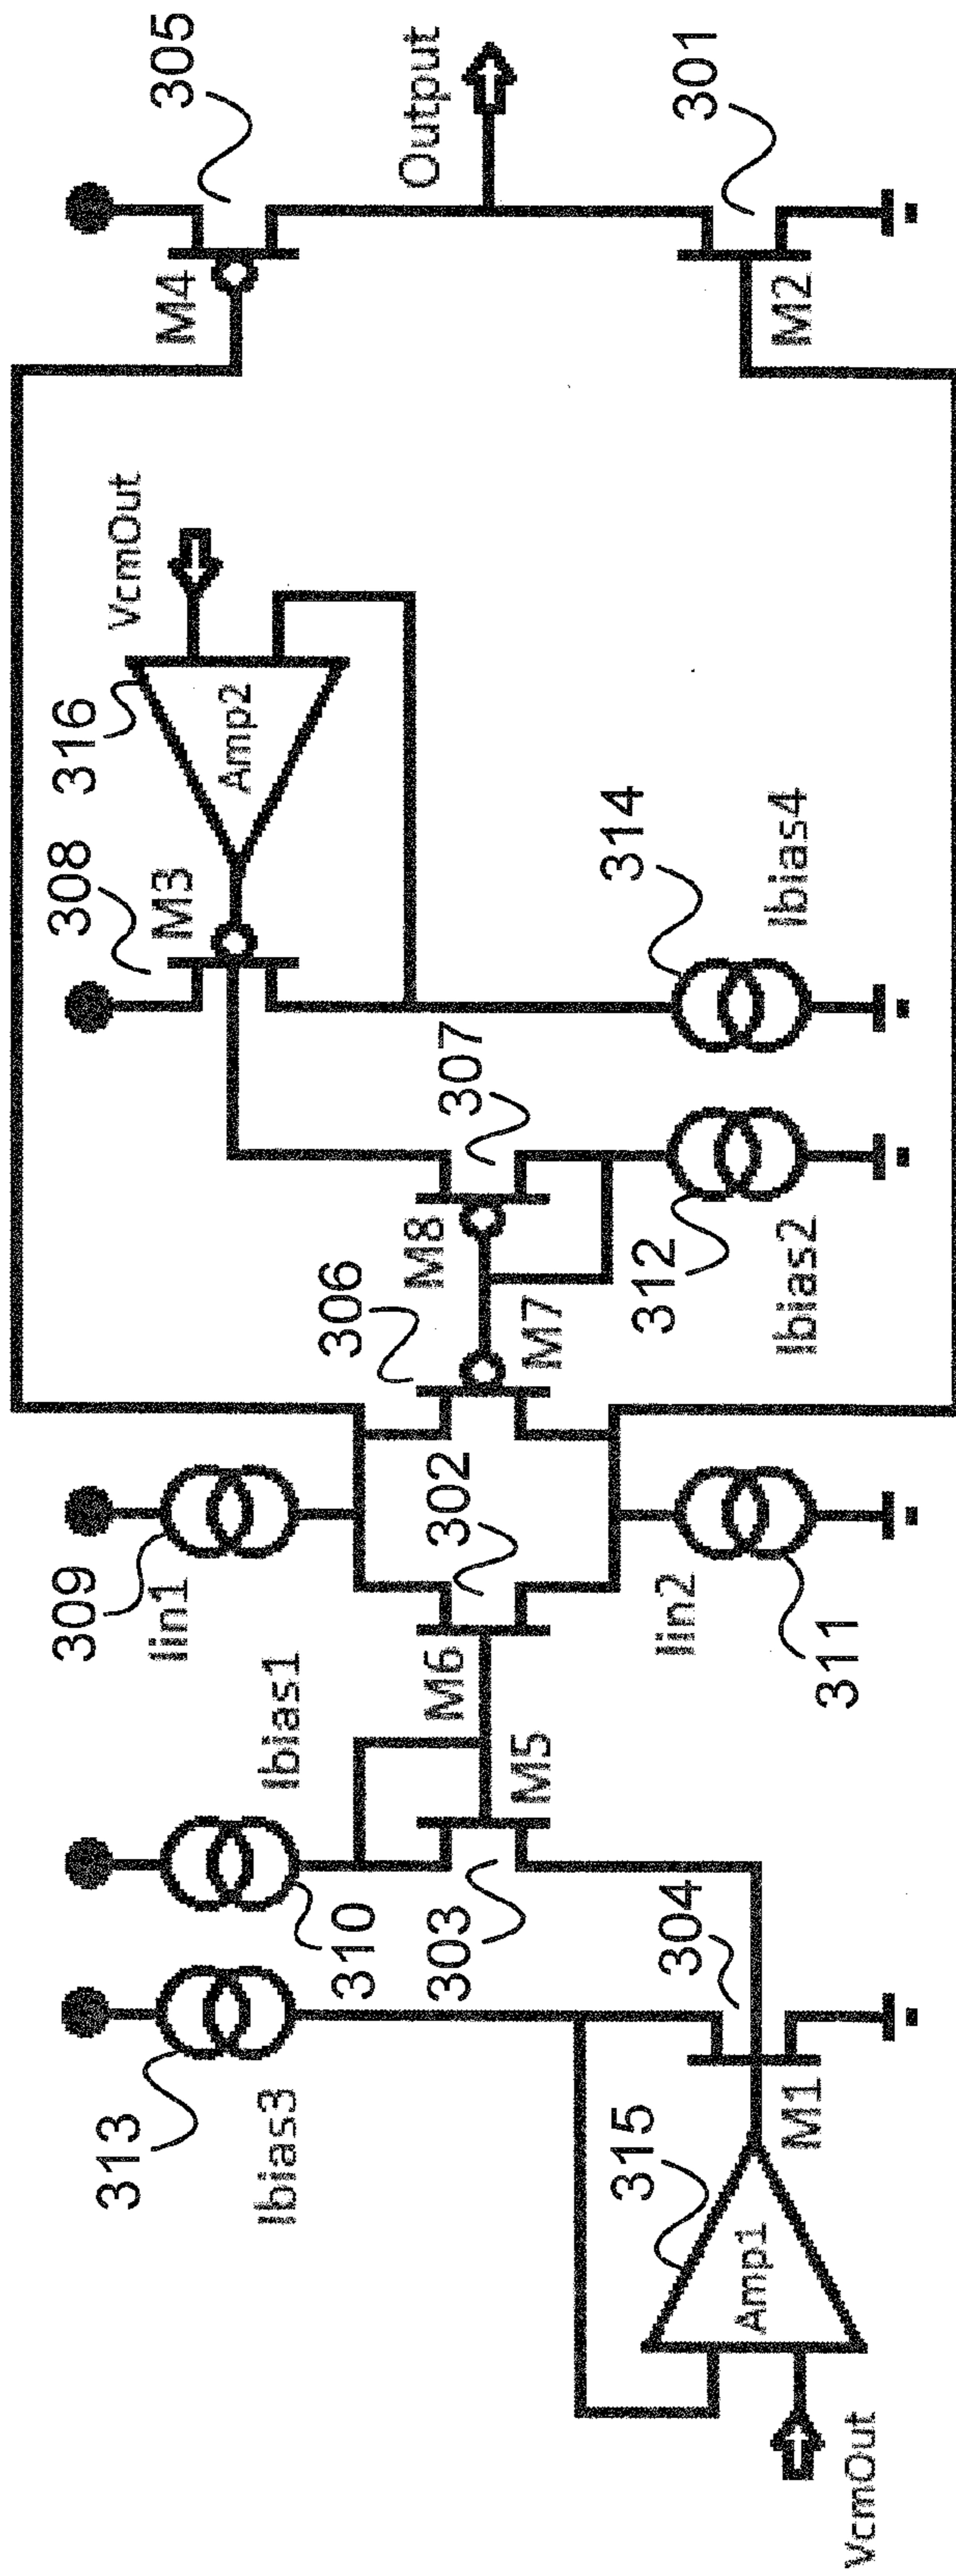 305
301
Output
M4
M2
VcmOut
316
Amp2
308
M3
314
Ibias4
307
M8
306
M7
312
Ibias2
302
309
Iin1
M6
Iin2
311
Ibias1
310
M5
303
304
313
Ibias3
M1
315
Amp1
VcmOut